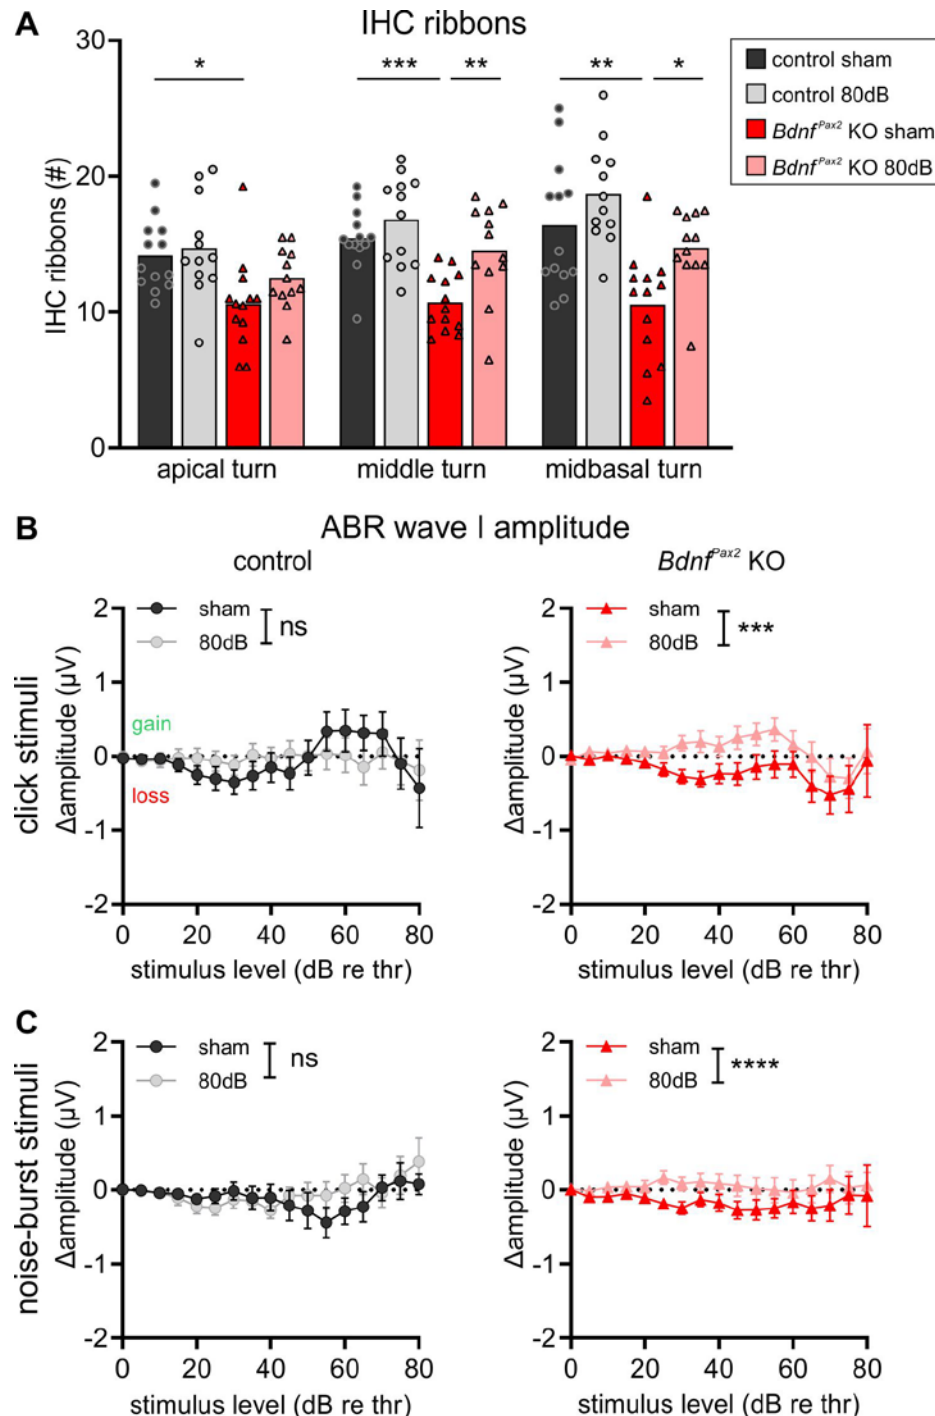 A
IHC ribbons
30
20
10
0
IHC ribbons (#)
*
***
**
**
*
control sham
control 80dB
Bdnf^Pax2 KO sham
Bdnf^Pax2 KO 80dB
apical turn
middle turn
midbasal turn
B
ABR wave I amplitude
control
Bdnf^Pax2 KO
click stimuli
Δamplitude (µV)
2
1
0
-1
-2
sham
80dB
ns
gain
loss
0
20
40
60
80
stimulus level (dB re thr)
Δamplitude (µV)
2
1
0
-1
-2
sham
80dB
***
0
20
40
60
80
stimulus level (dB re thr)
C
noise-burst stimuli
Δamplitude (µV)
2
1
0
-1
-2
sham
80dB
ns
0
20
40
60
80
stimulus level (dB re thr)
Δamplitude (µV)
2
1
0
-1
-2
sham
80dB
****
0
20
40
60
80
stimulus level (dB re thr)